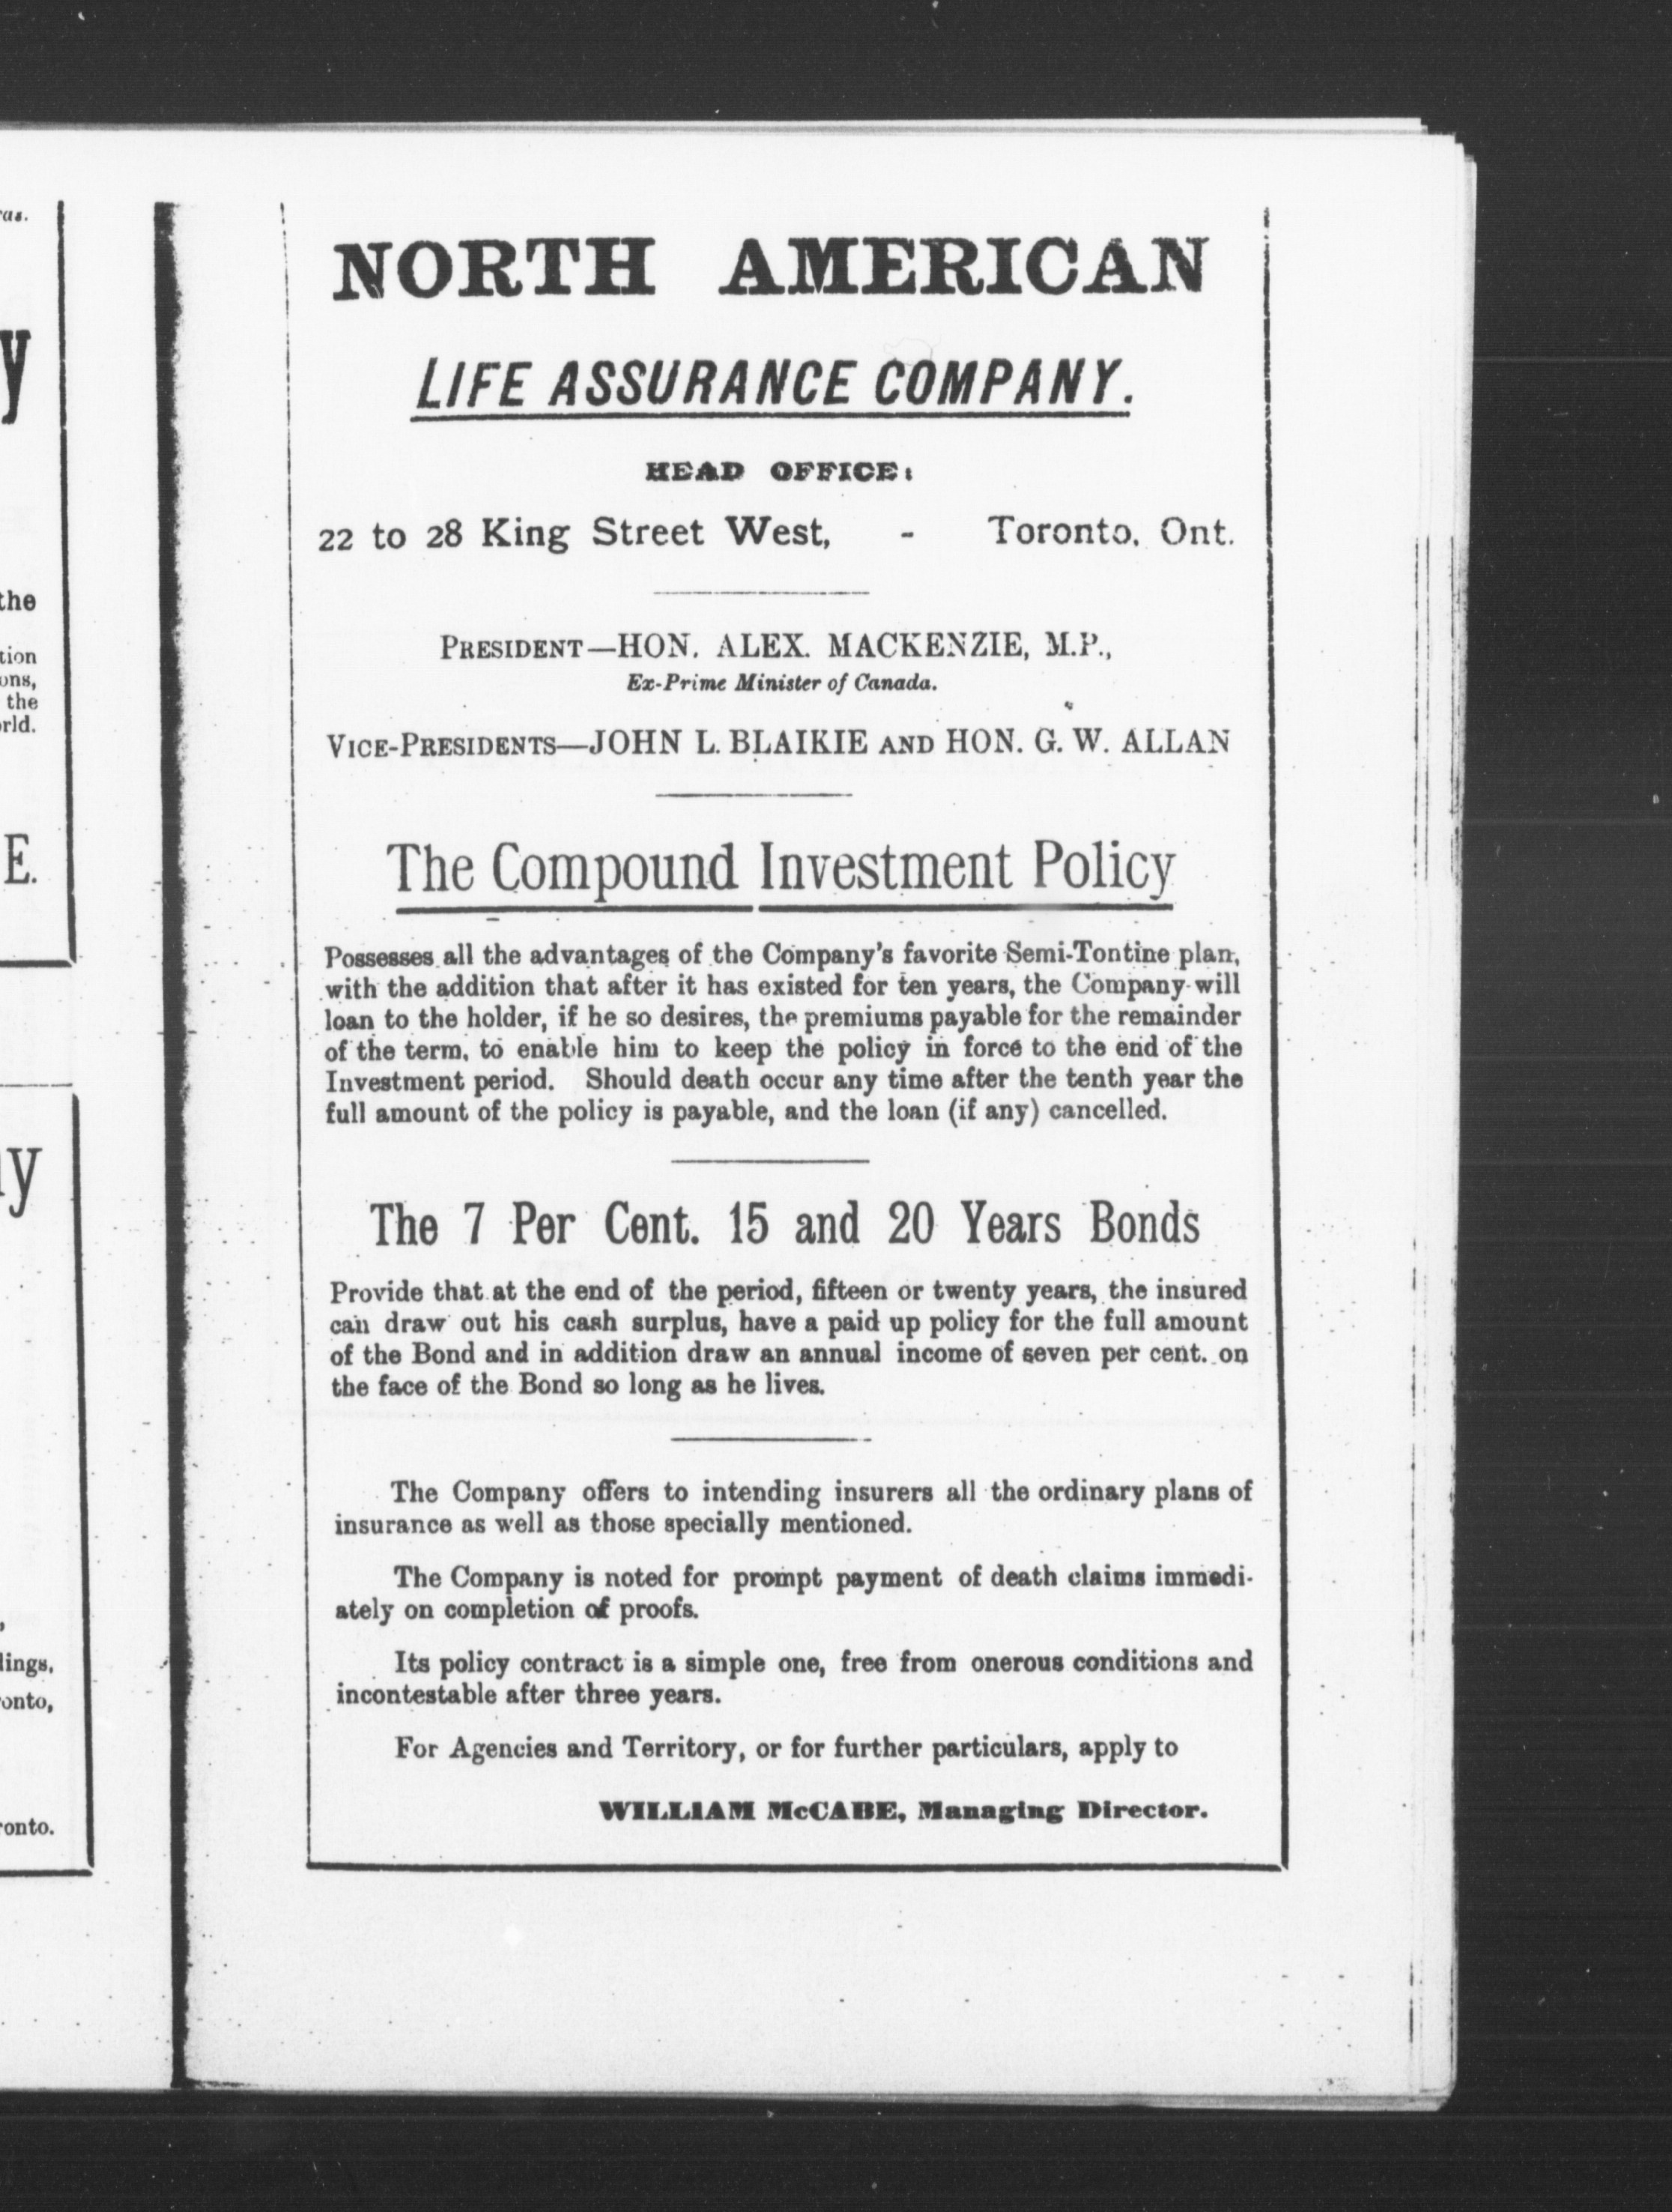 NORTH AMERICAN
LIFE ASSURANCE COMPANY.
HEAD OFFICE:
22 to 28 King Street West, - Toronto, Ont.
PRESIDENT—HON. ALEX. MACKENZIE, M.P.,
Ex-Prime Minister of Canada.
VICE-PRESIDENTS—JOHN L. BLAIKIE AND HON. G. W. ALLAN
The Compound Investment Policy
Possesses all the advantages of the Company's favorite Semi-Tontine plan,
with the addition that after it has existed for ten years, the Company will
loan to the holder, if he so desires, the premiums payable for the remainder
of the term, to enable him to keep the policy in force to the end of the
Investment period. Should death occur any time after the tenth year the
full amount of the policy is payable, and the loan (if any) cancelled.
The 7 Per Cent. 15 and 20 Years Bonds
Provide that at the end of the period, fifteen or twenty years, the insured
can draw out his cash surplus, have a paid up policy for the full amount
of the Bond and in addition draw an annual income of seven per cent. on
the face of the Bond so long as he lives.
The Company offers to intending insurers all the ordinary plans of
insurance as well as those specially mentioned.
The Company is noted for prompt payment of death claims immedi-
ately on completion of proofs.
Its policy contract is a simple one, free from onerous conditions and
incontestable after three years.
For Agencies and Territory, or for further particulars, apply to
WILLIAM McCABE, Managing Director.